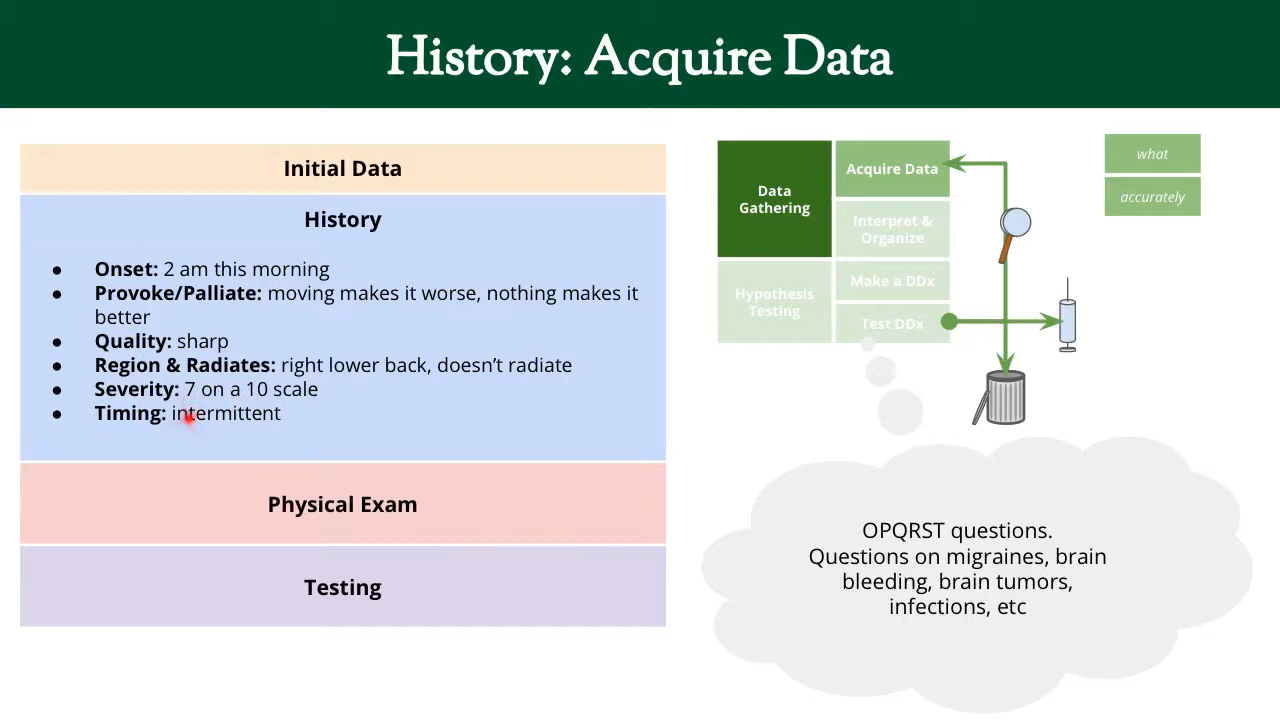 History: Acquire Data
Initial Data
History
● Onset: 2 am this morning
● Provoke/Palliate: moving makes it worse, nothing makes it
better
● Quality: sharp
● Region & Radiates: right lower back, doesn’t radiate
● Severity: 7 on a 10 scale
● Timing: intermittent
Physical Exam
Testing
Data
Gathering
Acquire Data
Interpret &
Organize
Hypothesis
Testing
Make a DDx
Test DDx
what
accurately
OPQRST questions.
Questions on migraines, brain
bleeding, brain tumors,
infections, etc